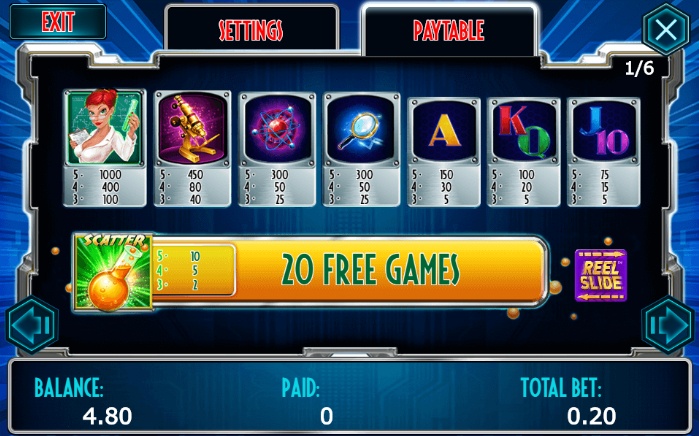 EXIT
SETTINGS
PAYTABLE
1/6
5- 1000
4- 400
3- 100
5- 450
4- 80
3- 40
5- 300
4- 50
3- 25
5- 300
4- 50
3- 25
A
5- 150
4- 30
3- 5
K Q
5- 100
4- 20
3- 5
J 10
5- 75
4- 15
3- 5
SCATTER
5- 10
4- 5
3- 2
20 FREE GAMES
REEL
SLIDE™
BALANCE: PAID: TOTAL BET:
4.80 0 0.20